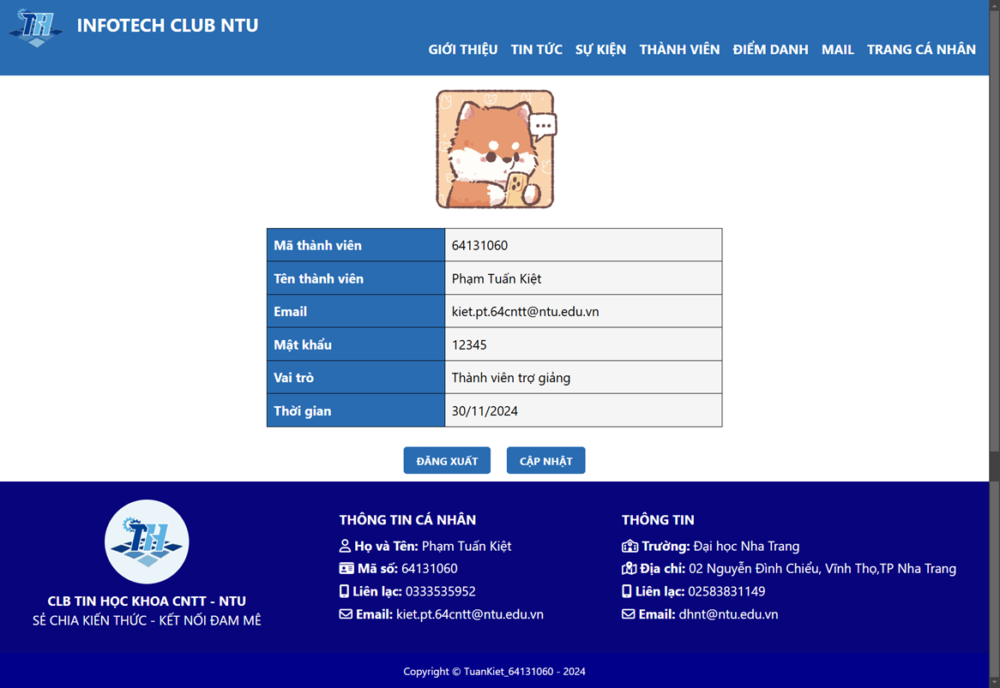 TH
INFOTECH CLUB NTU
GIỚI THIỆU TIN TỨC SỰ KIỆN THÀNH VIÊN ĐIỂM DANH MAIL TRANG CÁ NHÂN
Mã thành viên 64131060
Tên thành viên Phạm Tuấn Kiệt
Email kiet.pt.64cntt@ntu.edu.vn
Mật khẩu 12345
Vai trò Thành viên trợ giảng
Thời gian 30/11/2024
ĐĂNG XUẤT CẬP NHẬT
TH
CLB TIN HỌC KHOA CNTT - NTU
SẺ CHIA KIẾN THỨC - KẾT NỐI ĐAM MÊ
THÔNG TIN CÁ NHÂN
Họ và Tên: Phạm Tuấn Kiệt
Mã số: 64131060
Liên lạc: 0333535952
Email: kiet.pt.64cntt@ntu.edu.vn
THÔNG TIN
Trường: Đại học Nha Trang
Địa chỉ: 02 Nguyễn Đình Chiểu, Vĩnh Thọ,TP Nha Trang
Liên lạc: 02583831149
Email: dhnt@ntu.edu.vn
Copyright © TuanKiet_64131060 - 2024